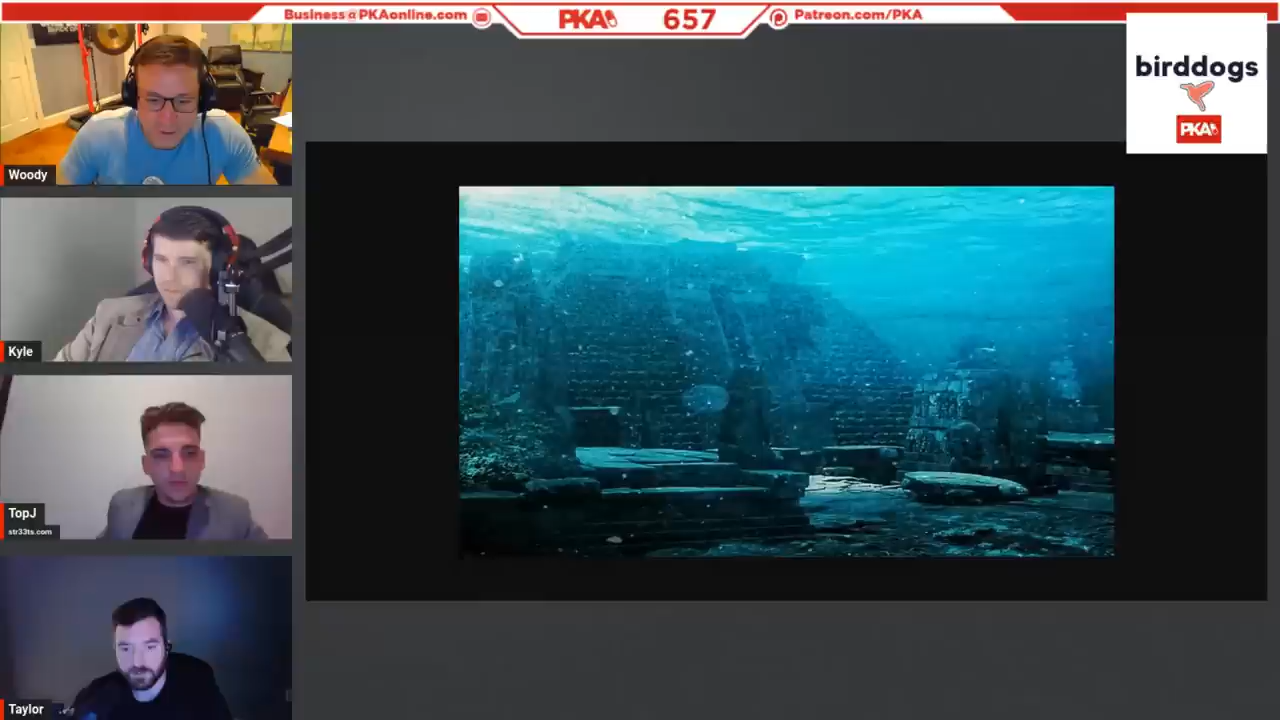 Business@PKAonline.com
PKA
657
Patreon.com/PKA
birddogs
PKA
Woody
Kyle
TopJ
str33ts.com
Taylor